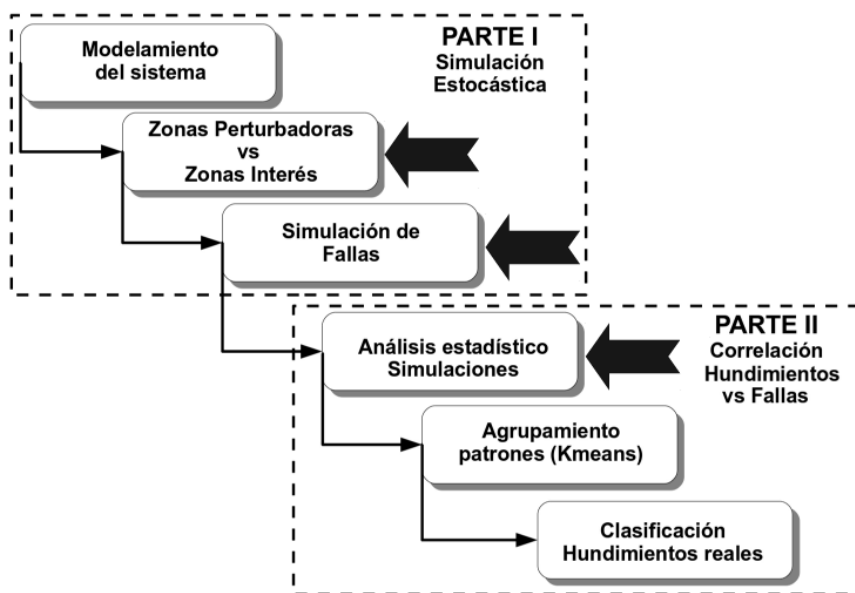 PARTE I
Simulación
Estocástica
Modelamiento
del sistema
Zonas Perturbadoras
vs
Zonas Interés
Simulación de
Fallas
PARTE II
Correlación
Hundimientos
vs Fallas
Análisis estadístico
Simulaciones
Agrupamiento
patrones (Kmeans)
Clasificación
Hundimientos reales